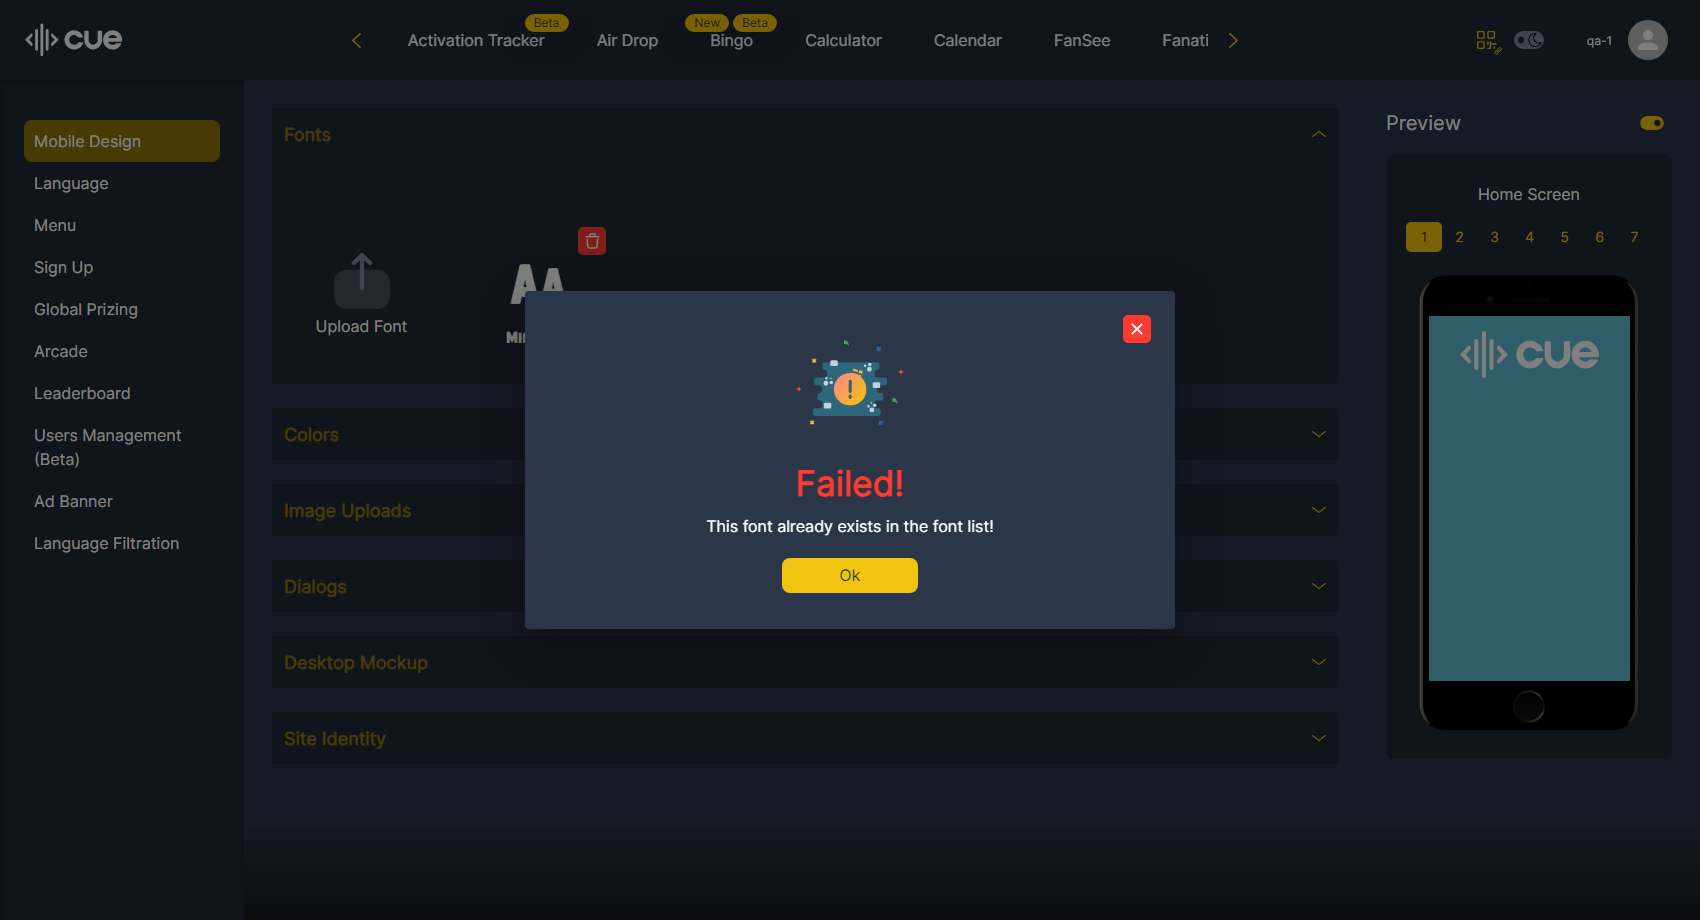 cue
Activation Tracker
Beta
Air Drop
New
Beta
Bingo
Calculator
Calendar
FanSee
Fanati
qa-1
Mobile Design
Language
Menu
Sign Up
Global Prizing
Arcade
Leaderboard
Users Management
(Beta)
Ad Banner
Language Filtration
Fonts
Upload Font
AA
Colors
Image Uploads
Dialogs
Desktop Mockup
Site Identity
Failed!
This font already exists in the font list!
Ok
Preview
Home Screen
1 2 3 4 5 6 7
cue